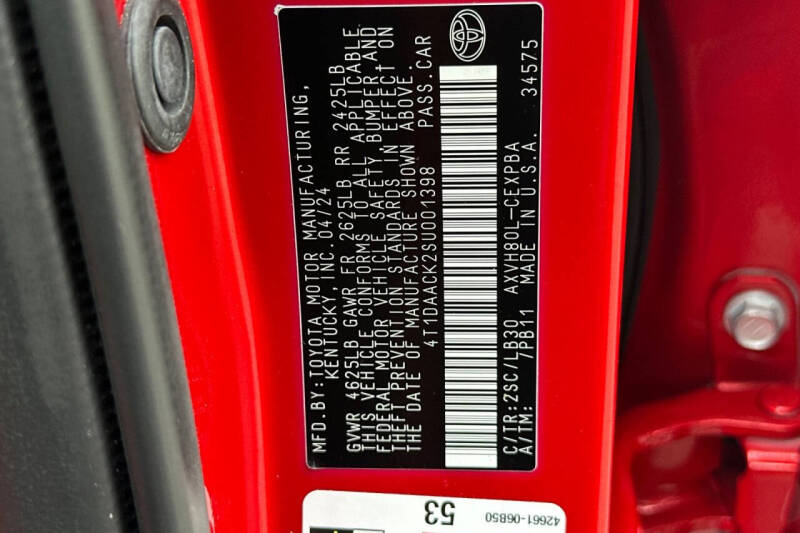 MFD.BY:TOYOTA MOTOR MANUFACTURING,
KENTUCKY, INC.04/24
GVWR 4625LB GAWR FR 2625LB RR 2425LB
THIS VEHICLE CONFORMS TO ALL APPLICABLE
FEDERAL MOTOR VEHICLE SAFETY, BUMPER AND
THEFT PREVENTION STANDARDS IN EFFECT ON
THE DATE OF MANUFACTURE SHOWN ABOVE.
4T1DAACK2SU001398 PASS.CAR
C/TR:2SC/LB30 AXVH80L-CEXPBA
A/TM: 7PB11 MADE IN U.S.A. 34575
53
42661-06B50